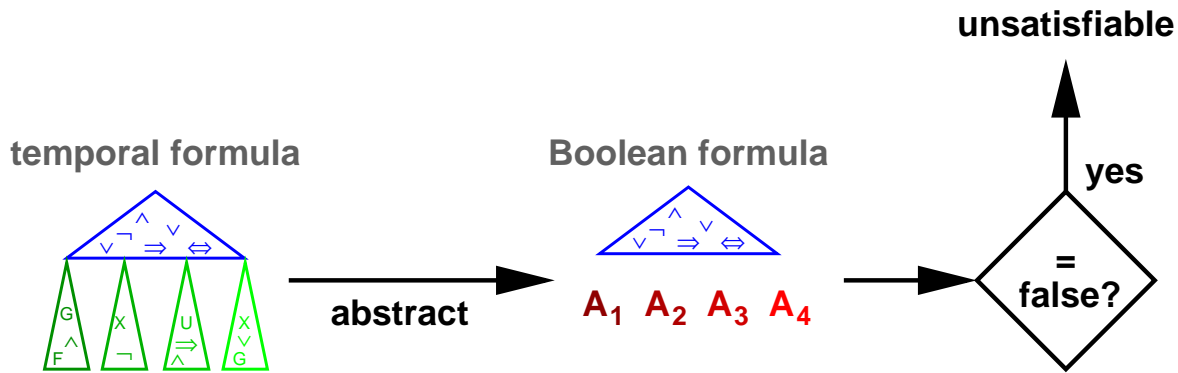 unsatisfiable
temporal formula
Boolean formula
yes
∧
∨ ¬ ⇒ ∨ ⇔
∧
∨ ¬ ⇒ ∨ ⇔
=
false?
abstract
A1 A2 A3 A4
G
∧
F
X
¬
U
⇒
∧
X
∨
G